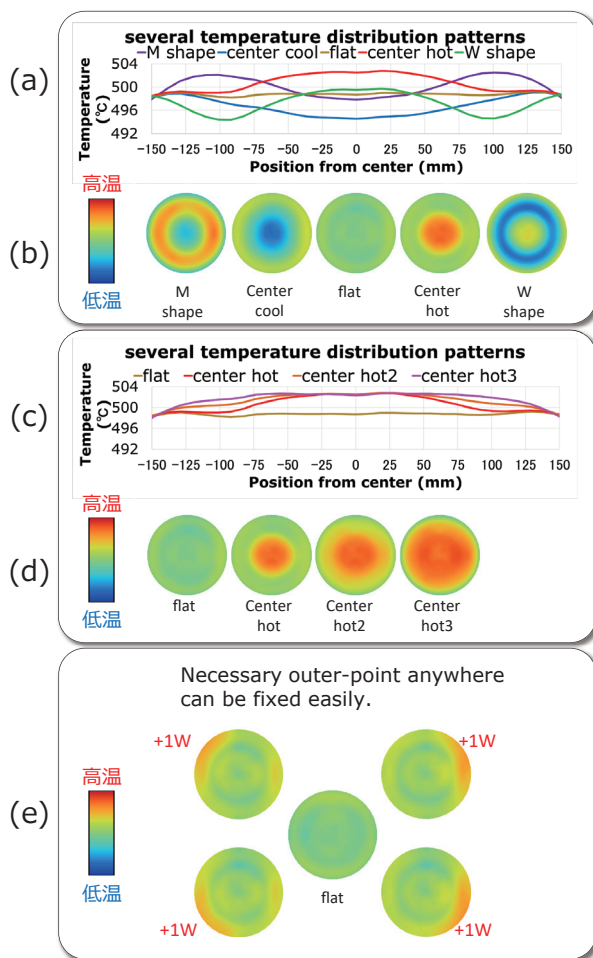 (a)
several temperature distribution patterns
M shape center cool flat center hot W shape
Temperature
(℃)
504
500
496
492
−150 −125 −100 −75 −50 −25 0 25 50 75 100 125 150
Position from center (mm)
(b)
高温
低温
M
shape
Center
cool
flat
Center
hot
W
shape
(c)
several temperature distribution patterns
flat center hot center hot2 center hot3
Temperature
(℃)
504
500
496
492
-150 -125 -100 -75 -50 -25 0 25 50 75 100 125 150
Position from center (mm)
(d)
高温
低温
flat
Center
hot
Center
hot2
Center
hot3
(e)
Necessary outer-point anywhere
can be fixed easily.
+1W
+1W
高温
低温
flat
+1W
+1W